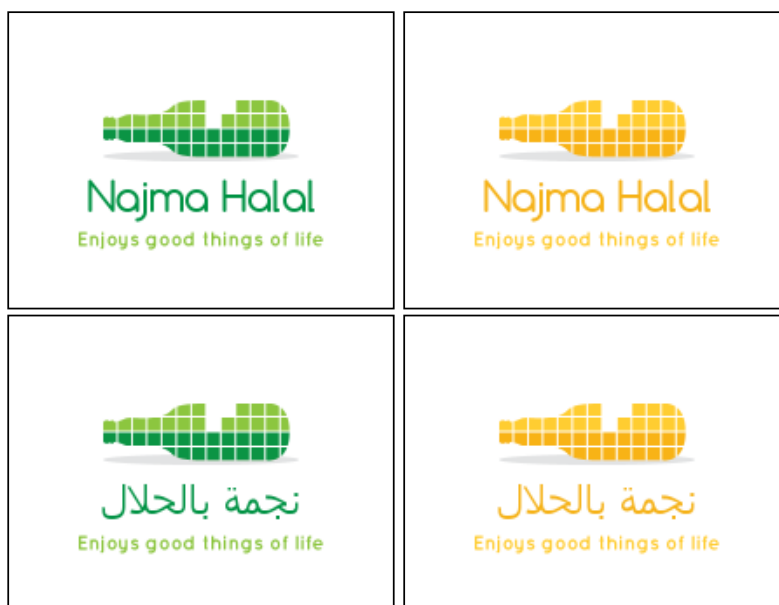 Najma Halal
Enjoys good things of life
Najma Halal
Enjoys good things of life
نجمة بالحلال
Enjoys good things of life
نجمة بالحلال
Enjoys good things of life